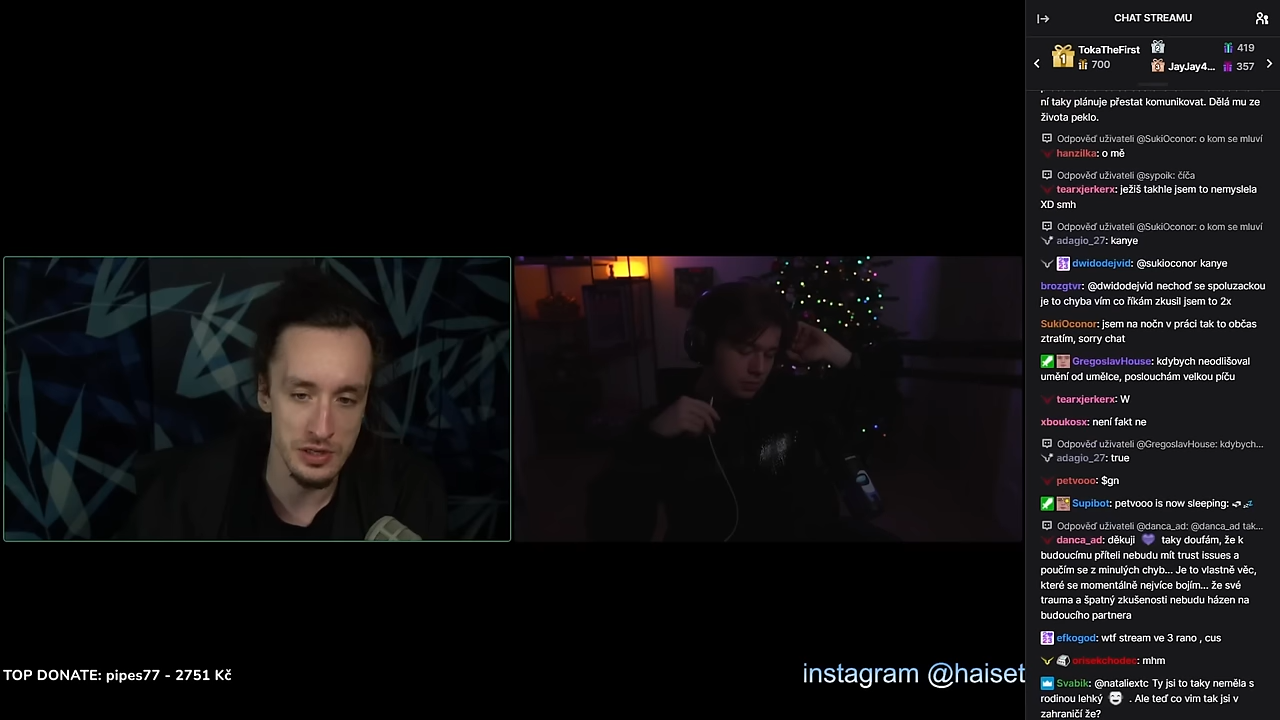 CHAT STREAMU
TokaTheFirst
700
419
JayJay4...
357
ní taky plánuje přestat komunikovat. Dělá mu ze
života peklo.
Odpověď uživateli @SukiOconor: o kom se mluví
hanzilka: o mě
Odpověď uživateli @sypoik: číča
tearxjerkerx: ježiš takhle jsem to nemyslela
XD smh
Odpověď uživateli @SukiOconor: o kom se mluví
adagio_27: kanye
dwidodejvid: @sukioconor kanye
brozgtvr: @dwidodejvid nechoď se spoluzackou
je to chyba vím co říkám zkusil jsem to 2x
SukiOconor: jsem na nočn v práci tak to občas
ztratím, sorry chat
GregoslavHouse: kdybych neodlišoval
umění od umělce, poslouchám velkou píču
tearxjerkerx: W
xboukosx: není fakt ne
Odpověď uživateli @GregoslavHouse: kdybych...
adagio_27: true
petvooo: $gn
Supibot: petvooo is now sleeping:
Odpověď uživateli @danca_ad: @danca_ad tak...
danca_ad: děkuji 💜 taky doufám, že k
budoucímu příteli nebudu mít trust issues a
poučím se z minulých chyb... Je to vlastně věc,
které se momentálně nejvíce bojím... že své
trauma a špatný zkušenosti nebudu házen na
budoucího partnera
efkogod: wtf stream ve 3 rano , cus
orisekchodec: mhm
Svabik: @nataliextc Ty jsi to taky neměla s
rodinou lehký . Ale teď co vim tak jsi v
zahraničí že?
TOP DONATE: pipes77 - 2751 Kč
instagram @haiset